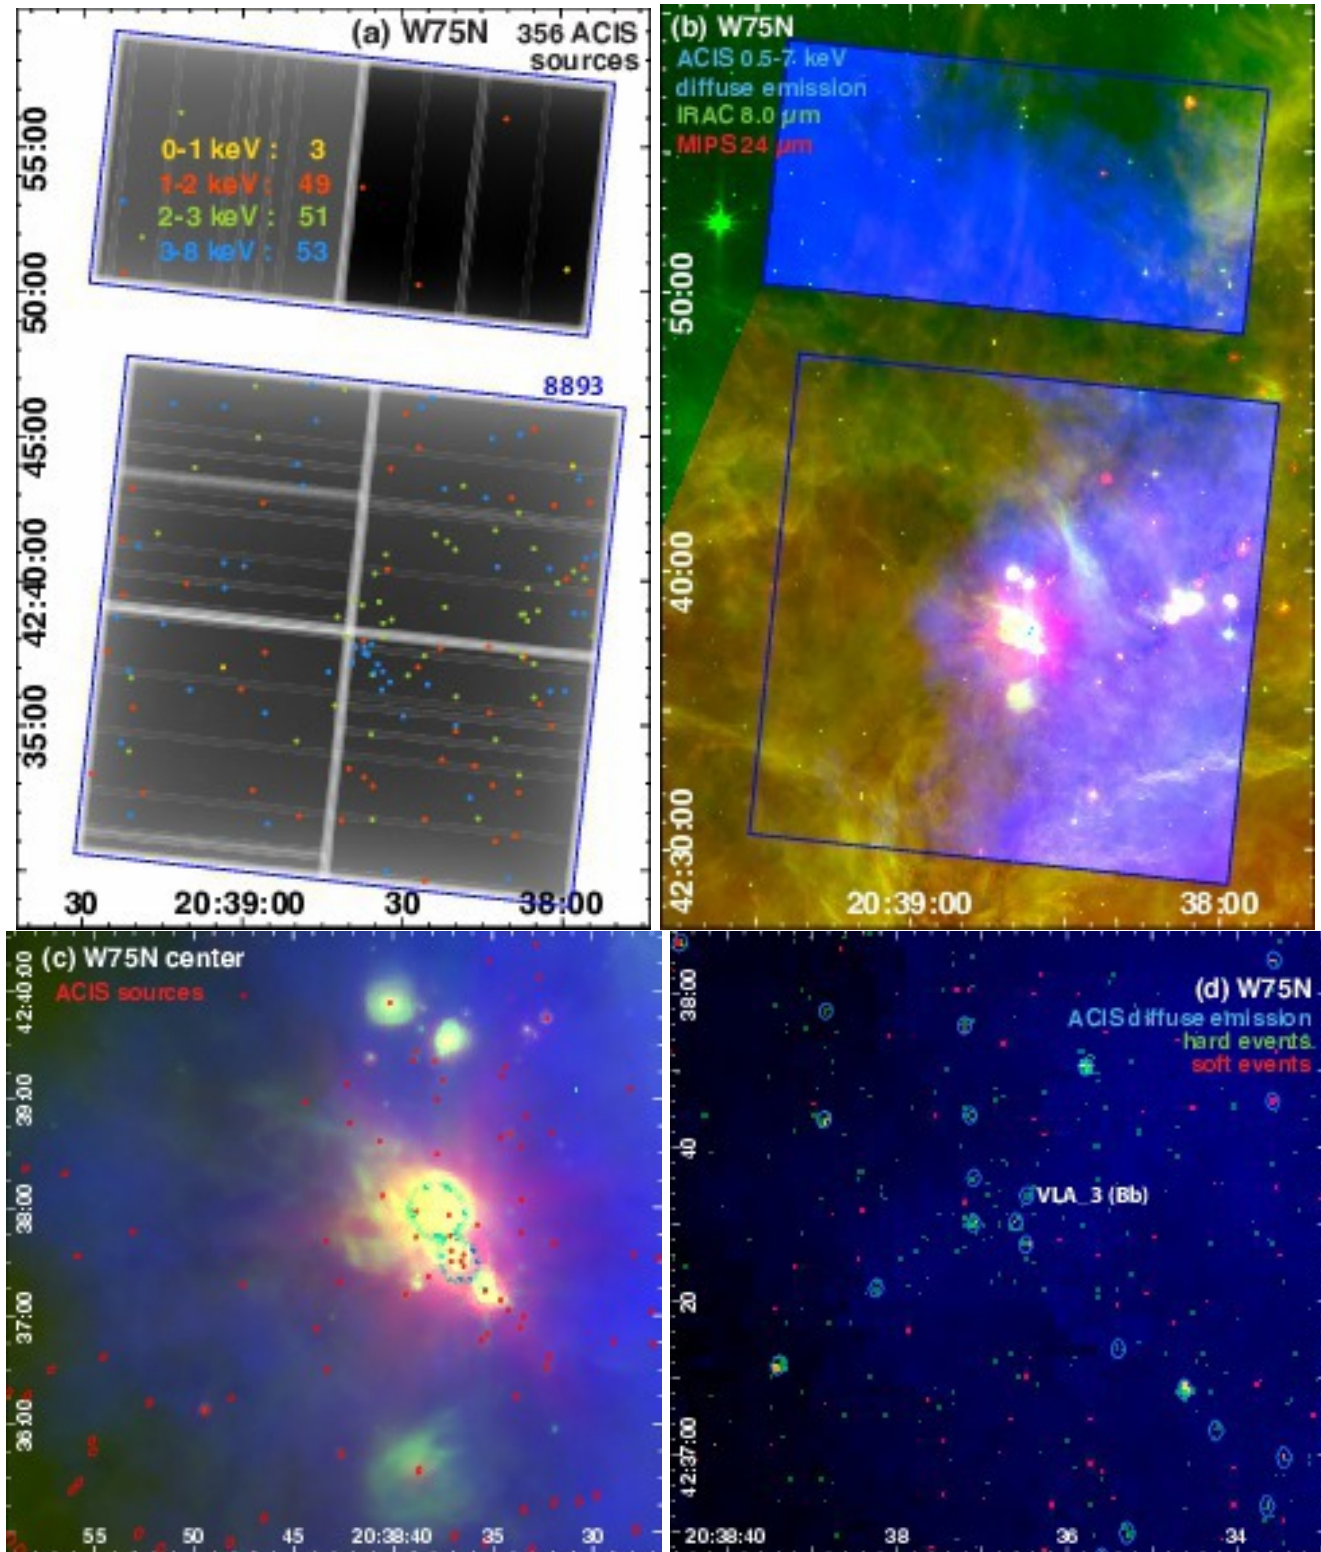 (a) W75N 356 ACIS
sources
0-1 keV : 3
1-2 keV : 49
2-3 keV : 51
3-8 keV : 53
8893
55:00
50:00
45:00
40:00
42:40:00
35:00
30 20:39:00 30 38:00
(b) W75N
ACIS 0.5-7 keV
diffuse emission
IRAC 8.0 µm
MIPS 24 µm
50:00
40:00
42:30:00
20:39:00 38:00
(c) W75N center
ACIS sources
42:40:00
39:00
38:00
37:00
36:00
55 50 45 20:38:40 35 30
(d) W75N
ACIS diffuse emission
hard events
soft events
VLA_3 (Bb)
38:00
40
20
42:37:00
20:38:40 38 36 34